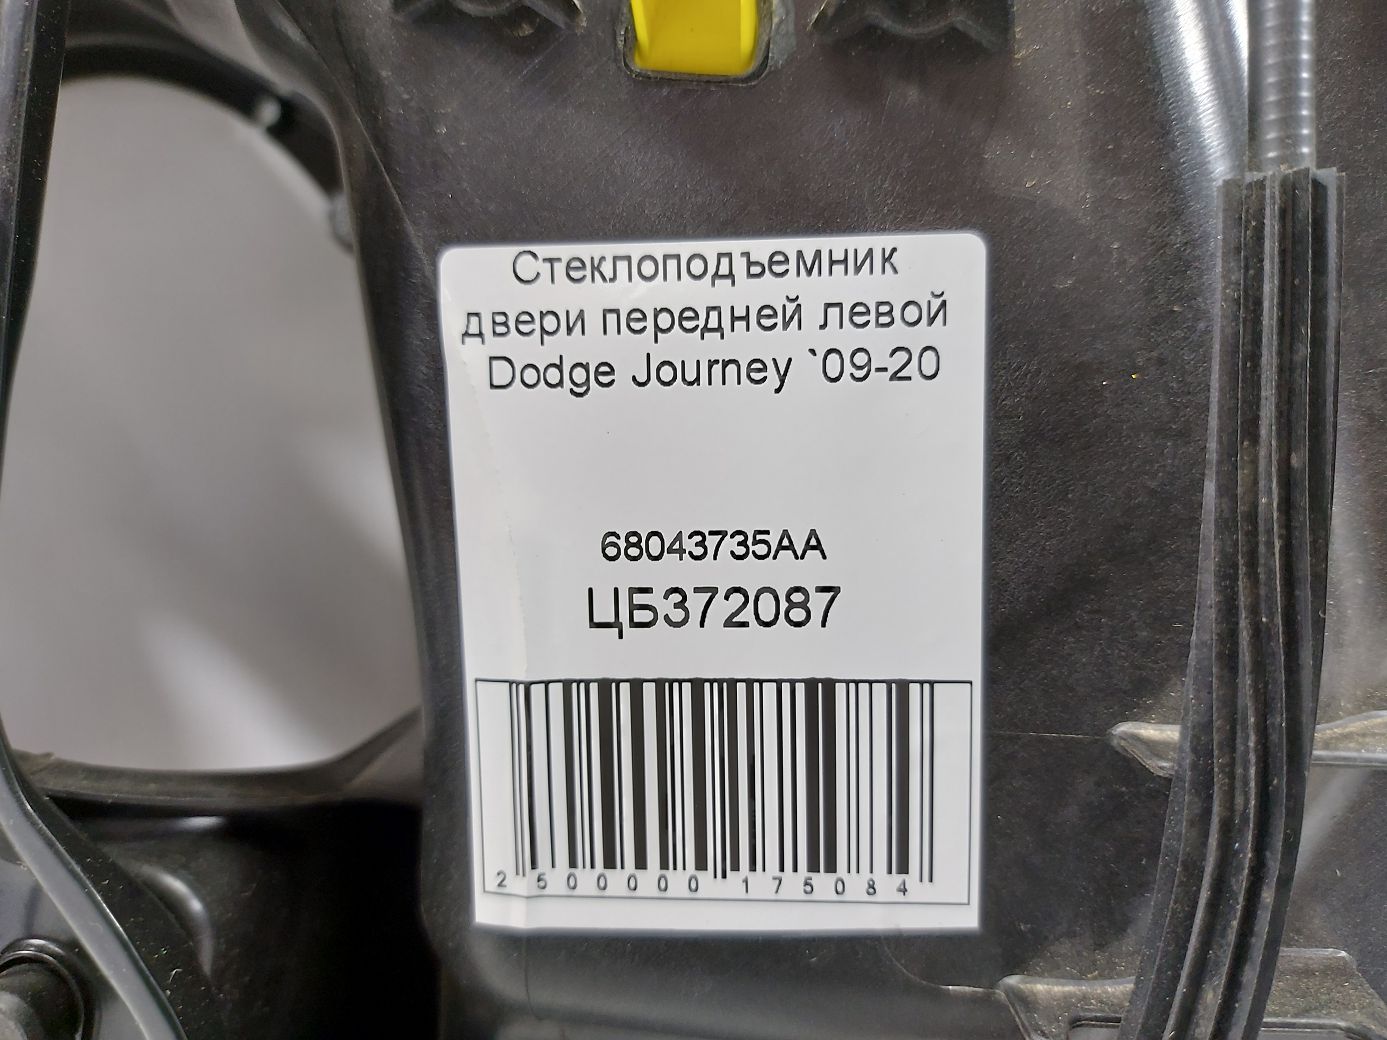 Стеклоподъемник
двери передней левой
Dodge Journey `09-20
68043735AA
ЦБ372087
2 500000 175084